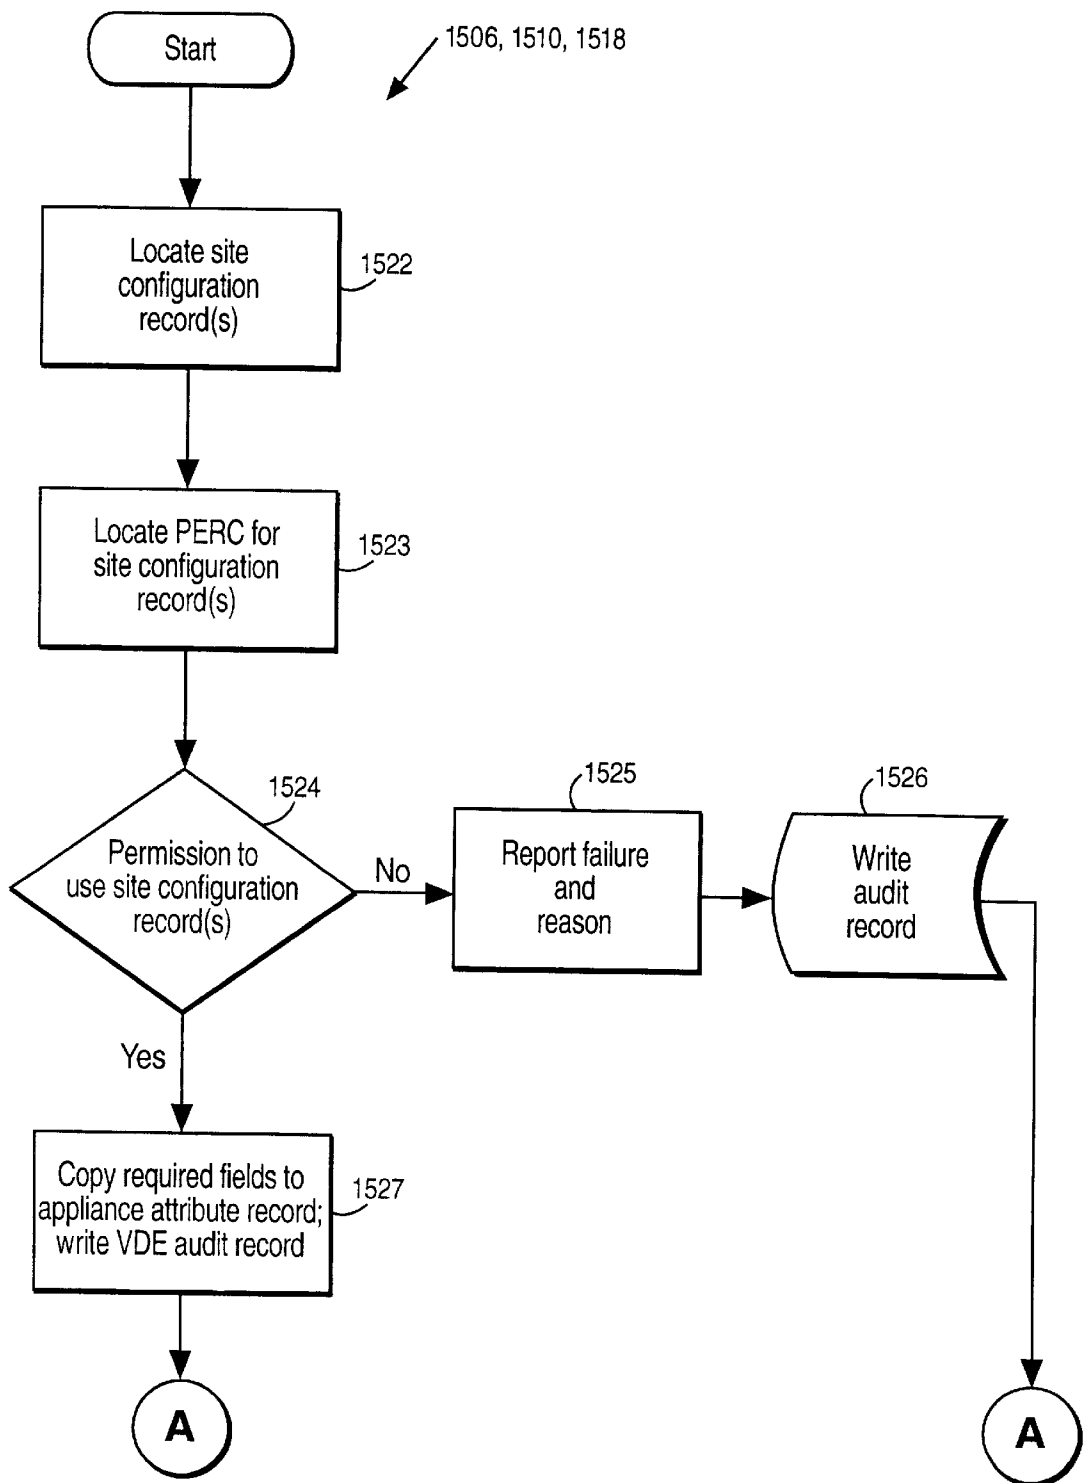 Start
1506, 1510, 1518
Locate site
configuration
record(s)
1522
Locate PERC for
site configuration
record(s)
1523
1524
Permission to
use site configuration
record(s)
No
1525
Report failure
and
reason
1526
Write
audit
record
Yes
Copy required fields to
appliance attribute record;
write VDE audit record
1527
A
A